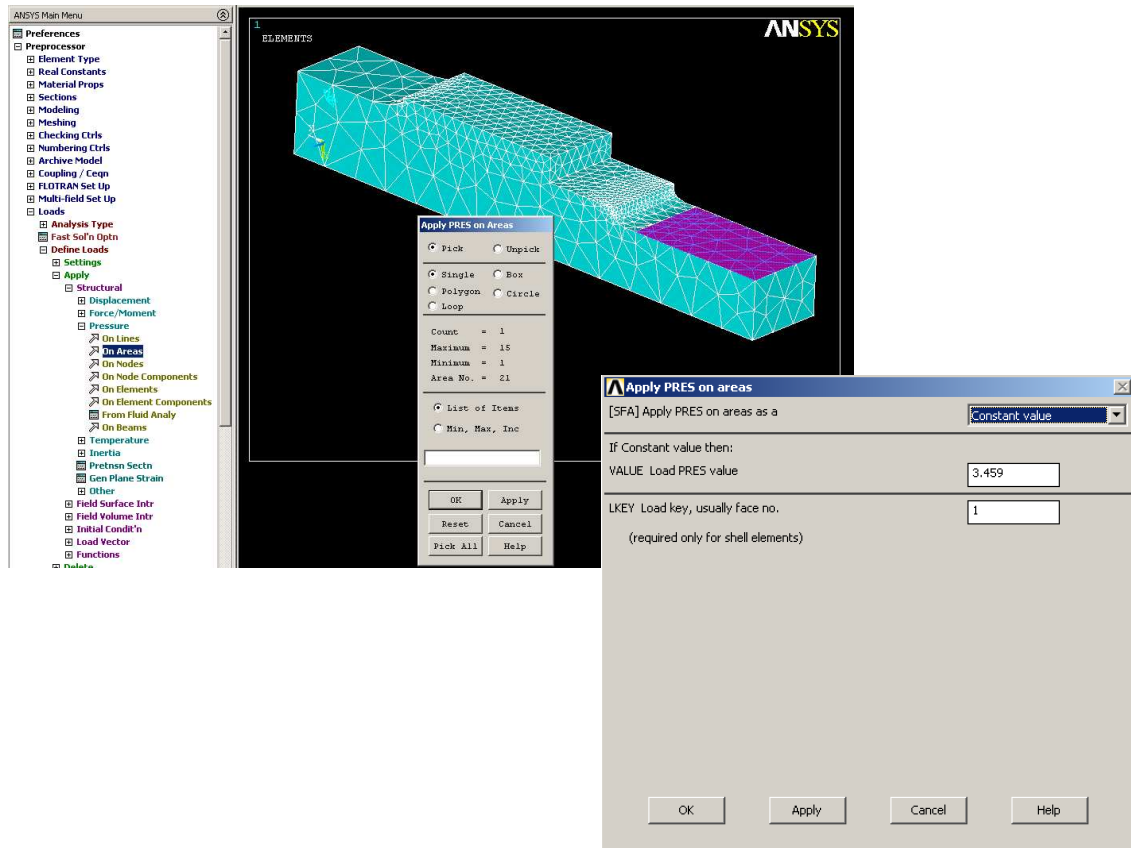 ANSYS Main Menu
Preferences
Preprocessor
Element Type
Real Constants
Material Props
Sections
Modeling
Meshing
Checking Ctrls
Numbering Ctrls
Archive Model
Coupling / Ceqn
FLOTRAN Set Up
Multi-field Set Up
Loads
Analysis Type
Fast Sol'n Optn
Define Loads
Settings
Apply
Structural
Displacement
Force/Moment
Pressure
On Lines
On Areas
On Nodes
On Node Components
On Elements
On Element Components
From Fluid Analy
On Beams
Temperature
Inertia
Pretnsn Sectn
Gen Plane Strain
Other
Field Surface Intr
Field Volume Intr
Initial Condit'n
Load Vector
Functions
Delete
1
ELEMENTS
ANSYS
Apply PRES on Areas
Pick Unpick
Single Box
Polygon Circle
Loop
Count = 1
Maximum = 15
Minimum = 1
Area No. = 21
List of Items
Min, Max, Inc
OK Apply
Reset Cancel
Pick All Help
Apply PRES on areas
[SFA] Apply PRES on areas as a Constant value
If Constant value then:
VALUE Load PRES value 3.459
LKEY Load key, usually face no. 1
(required only for shell elements)
OK Apply Cancel Help